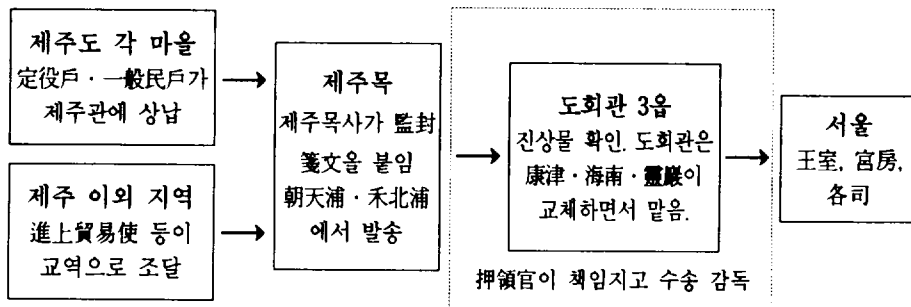 제주도 각 마을
定役戶·一般民戶가
제주관에 상납
제주 이외 지역
進上貿易使 등이
교역으로 조달
제주목
제주목사가 監封
箋文을 붙임
朝天浦·禾北浦
에서 발송
도회관 3읍
진상물 확인. 도회관은
康津·海南·靈巖이
교체하면서 맡음.
押領官이 책임지고 수송 감독
서울
王室, 宮房,
各司